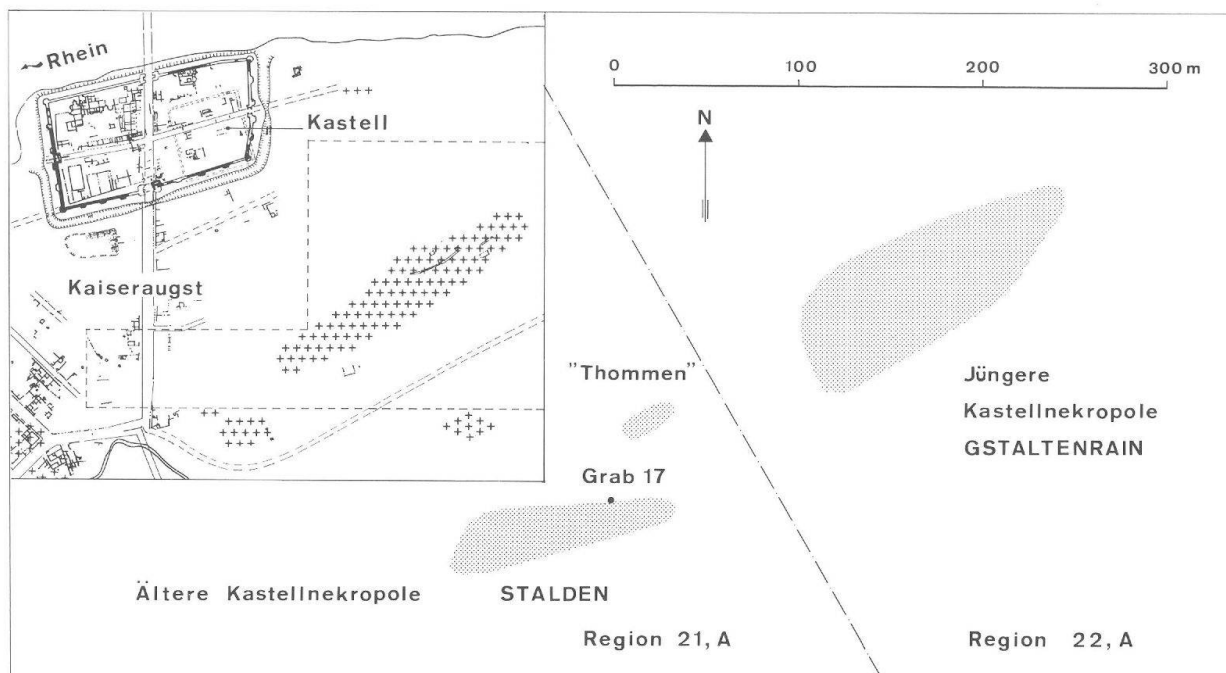 Rhein
Kastell
Kaiseraugst
0 100 200 300 m
N
"Thommen"
Jüngere
Kastellnekropole
GSTALTENRAIN
Grab 17
Ältere Kastellnekropole STALDEN
Region 21, A
Region 22, A